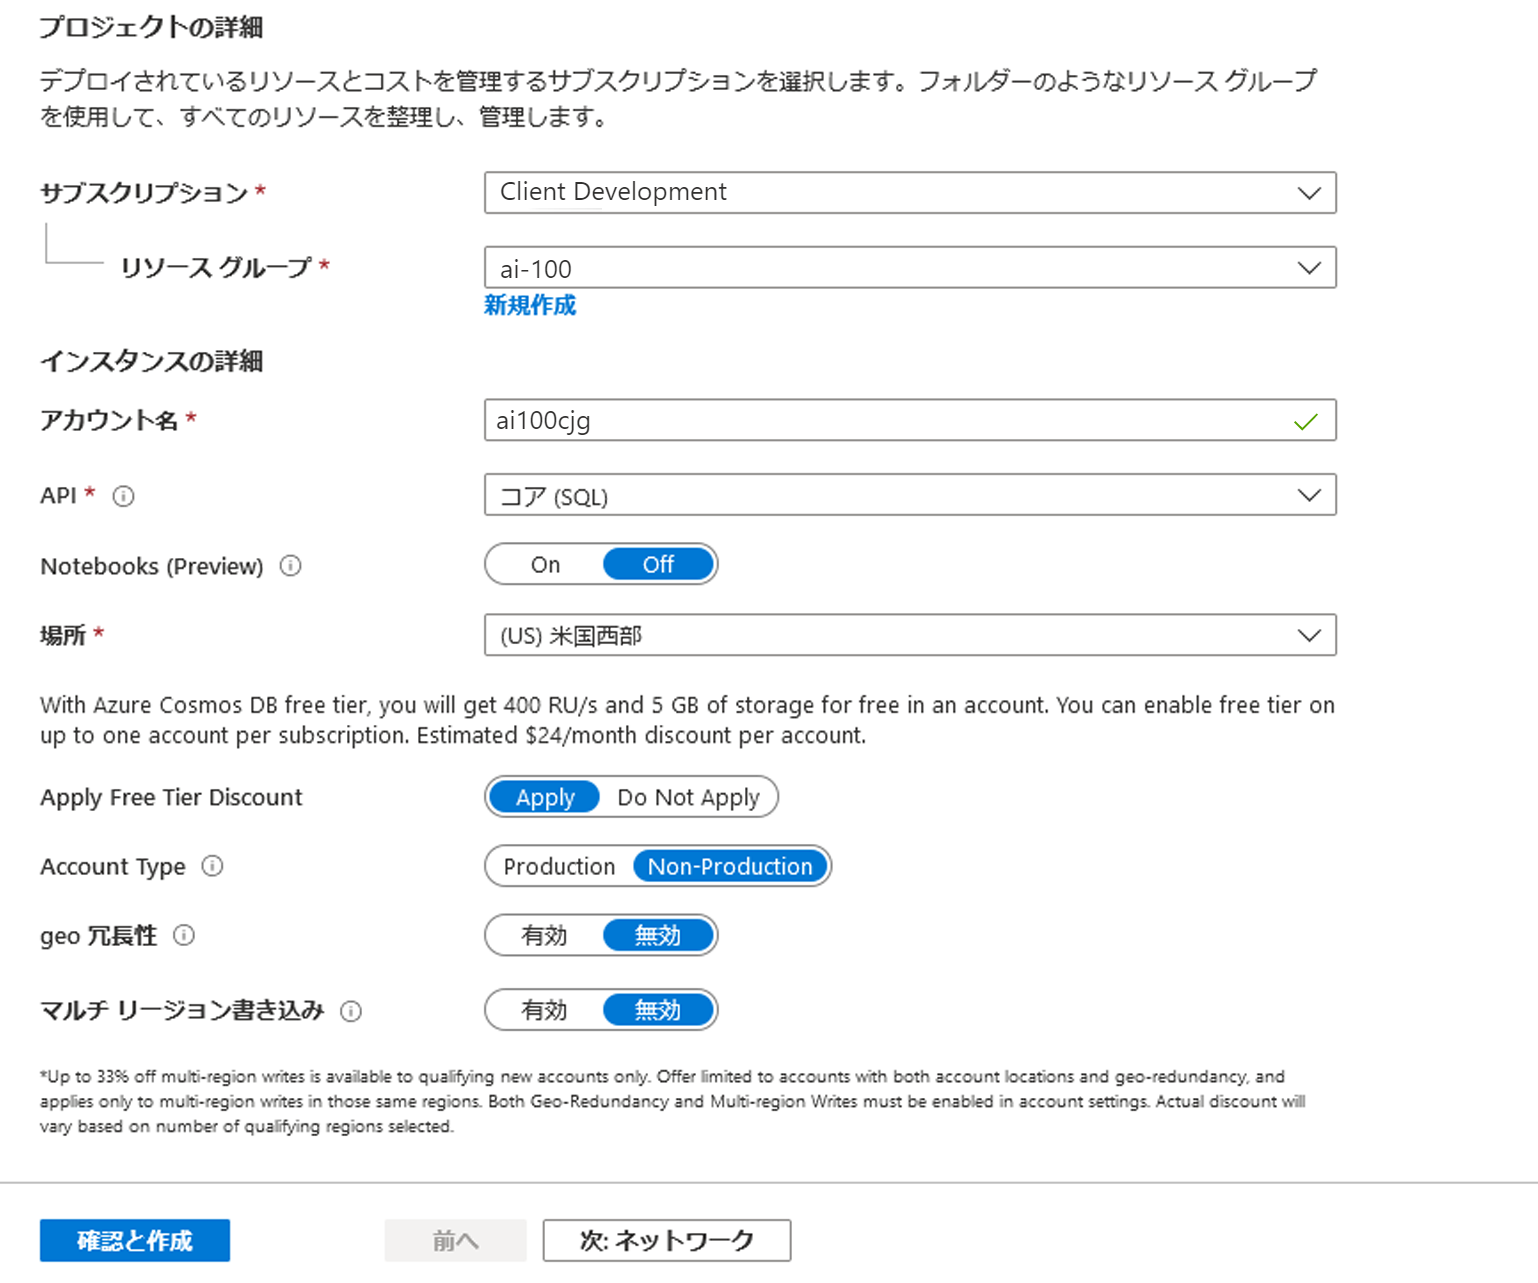 プロジェクトの詳細
デプロイされているリソースとコストを管理するサブスクリプションを選択します。フォルダーのようなリソース グループ
を使用して、すべてのリソースを整理し、管理します。
サブスクリプション *
Client Development
リソース グループ *
ai-100
新規作成
インスタンスの詳細
アカウント名 *
ai100cjg
API *
コア (SQL)
Notebooks (Preview)
On Off
場所 *
(US) 米国西部
With Azure Cosmos DB free tier, you will get 400 RU/s and 5 GB of storage for free in an account. You can enable free tier on
up to one account per subscription. Estimated $24/month discount per account.
Apply Free Tier Discount
Apply Do Not Apply
Account Type
Production Non-Production
geo 冗長性
有効 無効
マルチ リージョン書き込み
有効 無効
*Up to 33% off multi-region writes is available to qualifying new accounts only. Offer limited to accounts with both account locations and geo-redundancy, and
applies only to multi-region writes in those same regions. Both Geo-Redundancy and Multi-region Writes must be enabled in account settings. Actual discount will
vary based on number of qualifying regions selected.
確認と作成
前へ
次: ネットワーク